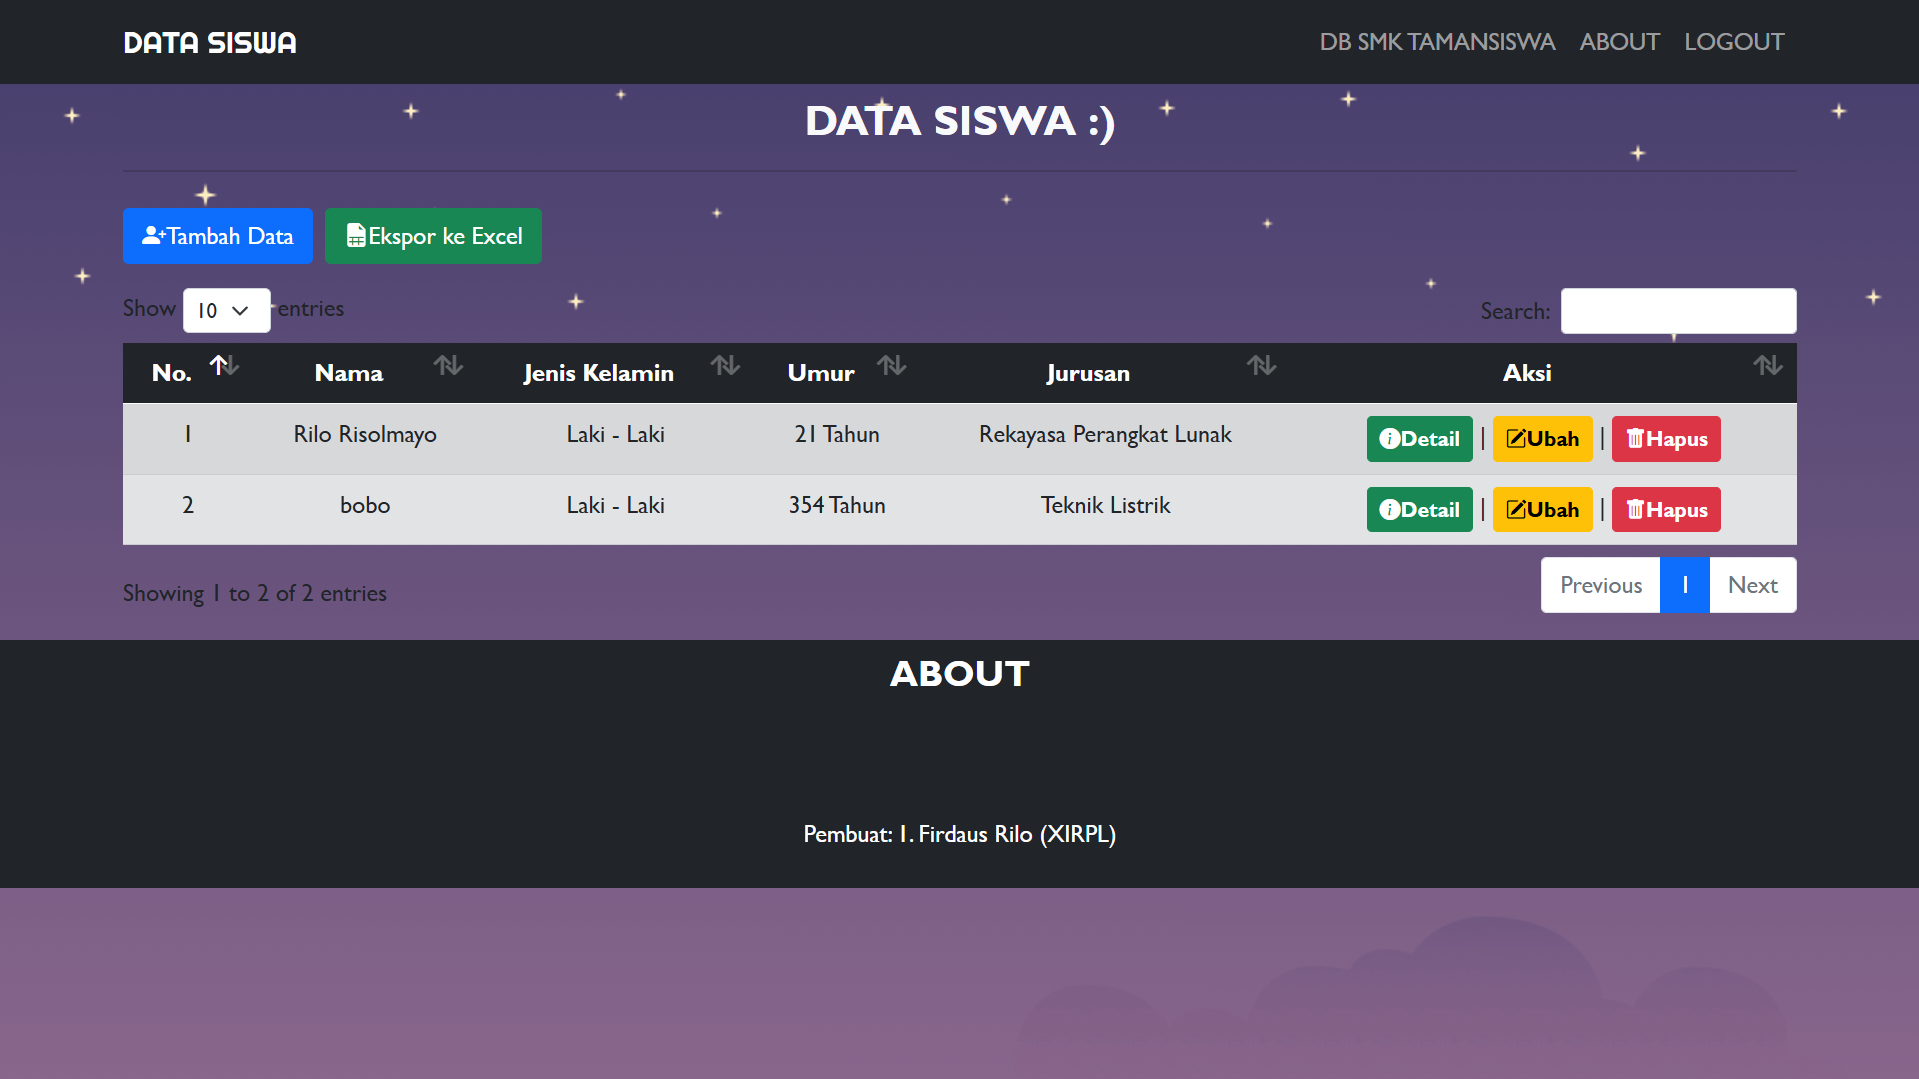 DATA SISWA DB SMK TAMANSISWA ABOUT LOGOUT
DATA SISWA :)
Tambah Data Ekspor ke Excel
Show 10 entries Search:
No. Nama Jenis Kelamin Umur Jurusan Aksi
1 Rilo Risolmayo Laki - Laki 21 Tahun Rekayasa Perangkat Lunak Detail | Ubah | Hapus
2 bobo Laki - Laki 354 Tahun Teknik Listrik Detail | Ubah | Hapus
Showing 1 to 2 of 2 entries Previous 1 Next
ABOUT
Pembuat: 1. Firdaus Rilo (XIRPL)